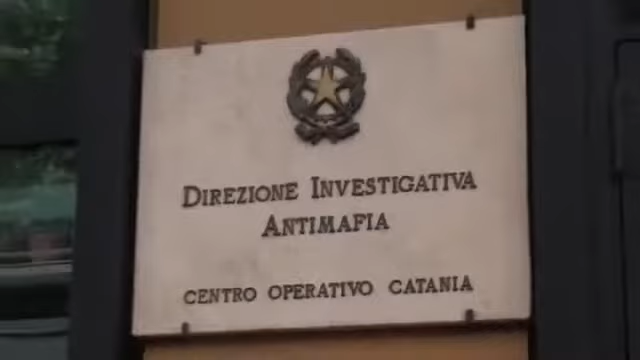 DIREZIONE INVESTIGATIVA
ANTIMAFIA
CENTRO OPERATIVO CATANIA